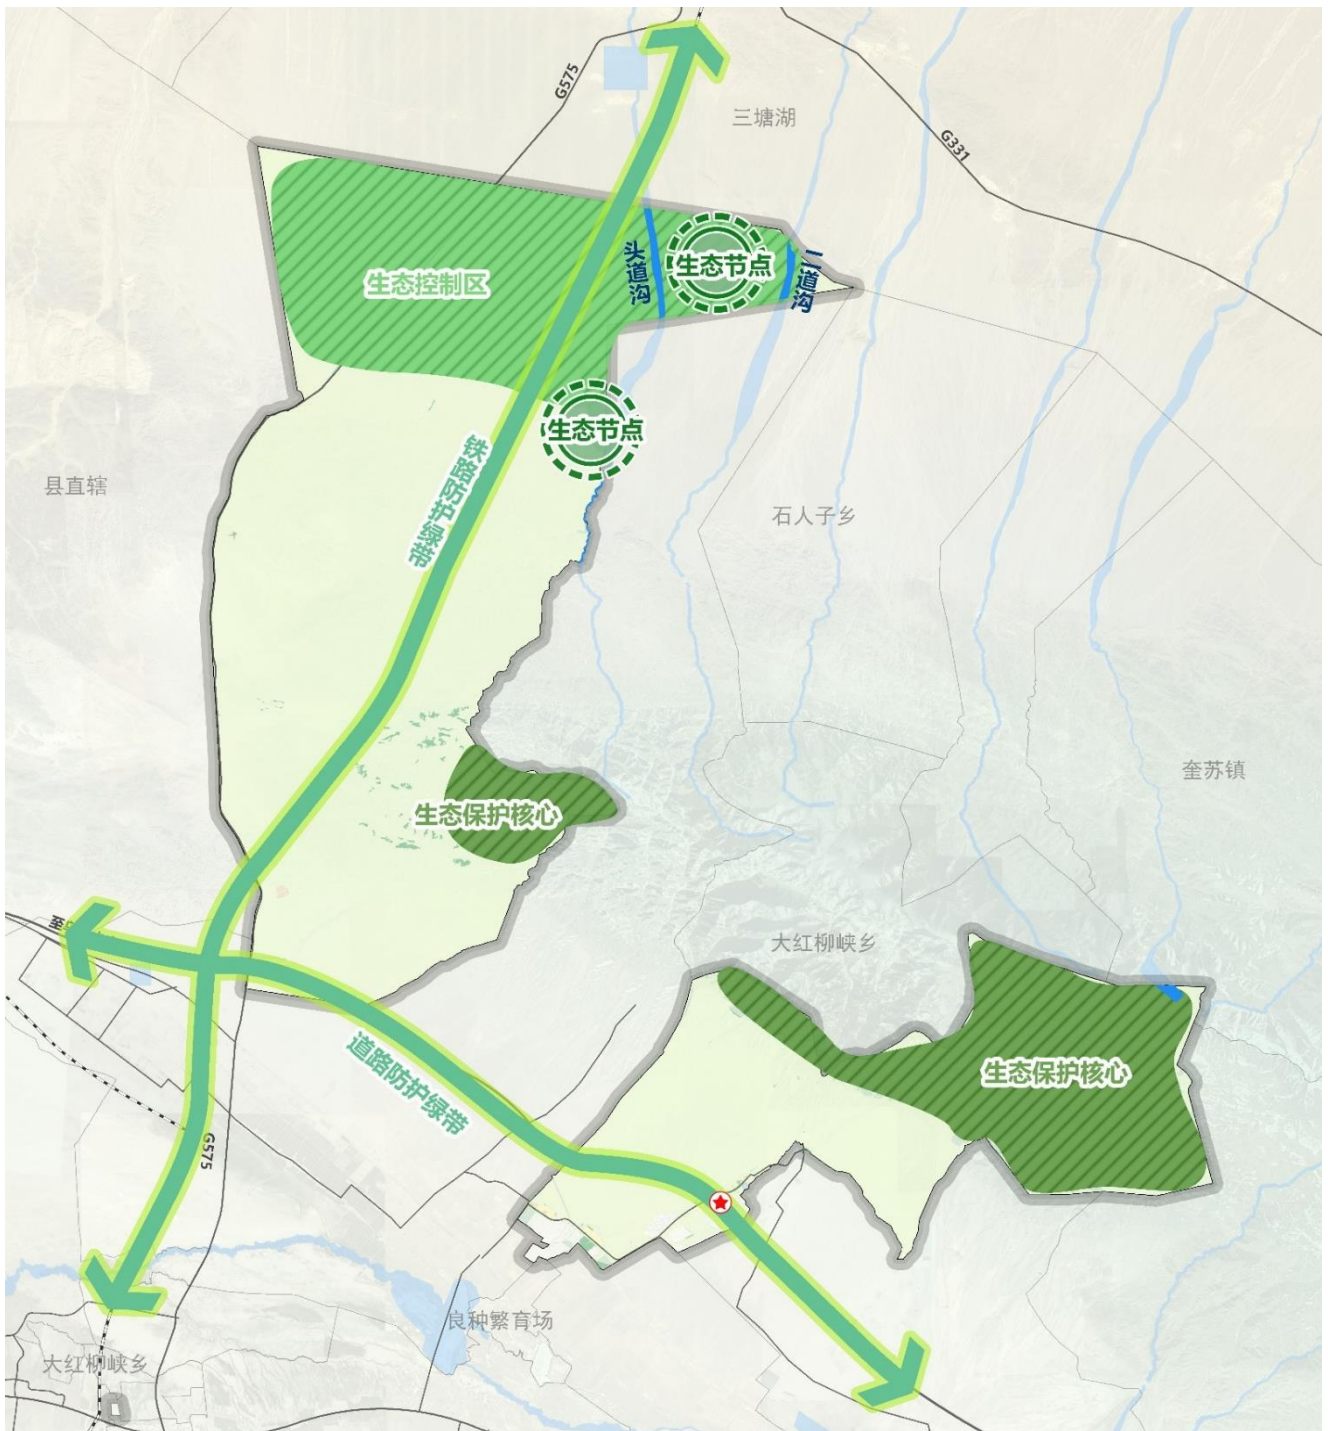 G575
三塘湖
G331
生态控制区
头道沟
生态节点
二道沟
生态节点
铁路防护绿带
县直辖
石人子乡
奎苏镇
生态保护核心
至
大红柳峡乡
生态保护核心
道路防护绿带
G575
良种繁育场
大红柳峡乡